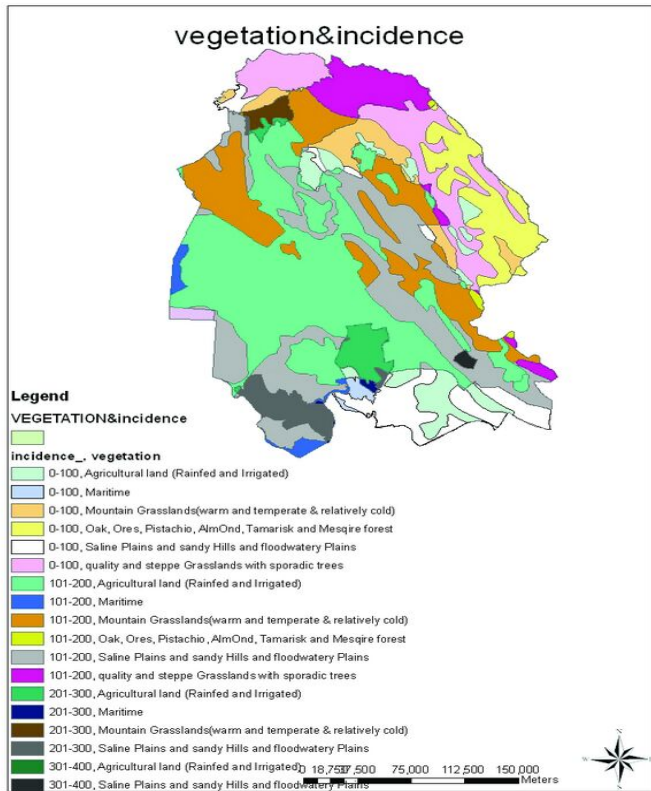 vegetation&incidence
Legend
VEGETATION&incidence
incidence_. vegetation
0-100, Agricultural land (Rainfed and Irrigated)
0-100, Maritime
0-100, Mountain Grasslands(warm and temperate & relatively cold)
0-100, Oak, Ores, Pistachio, AlmOnd, Tamarisk and Mesqire forest
0-100, Saline Plains and sandy Hills and floodwatery Plains
0-100, quality and steppe Grasslands with sporadic trees
101-200, Agricultural land (Rainfed and Irrigated)
101-200, Maritime
101-200, Mountain Grasslands(warm and temperate & relatively cold)
101-200, Oak, Ores, Pistachio, AlmOnd, Tamarisk and Mesqire forest
101-200, Saline Plains and sandy Hills and floodwatery Plains
101-200, quality and steppe Grasslands with sporadic trees
201-300, Agricultural land (Rainfed and Irrigated)
201-300, Maritime
201-300, Mountain Grasslands(warm and temperate & relatively cold)
201-300, Saline Plains and sandy Hills and floodwatery Plains
301-400, Agricultural land (Rainfed and Irrigated)
301-400, Saline Plains and sandy Hills and floodwatery Plains
0 18,750 37,500 75,000 112,500 150,000
Meters
N
W
S